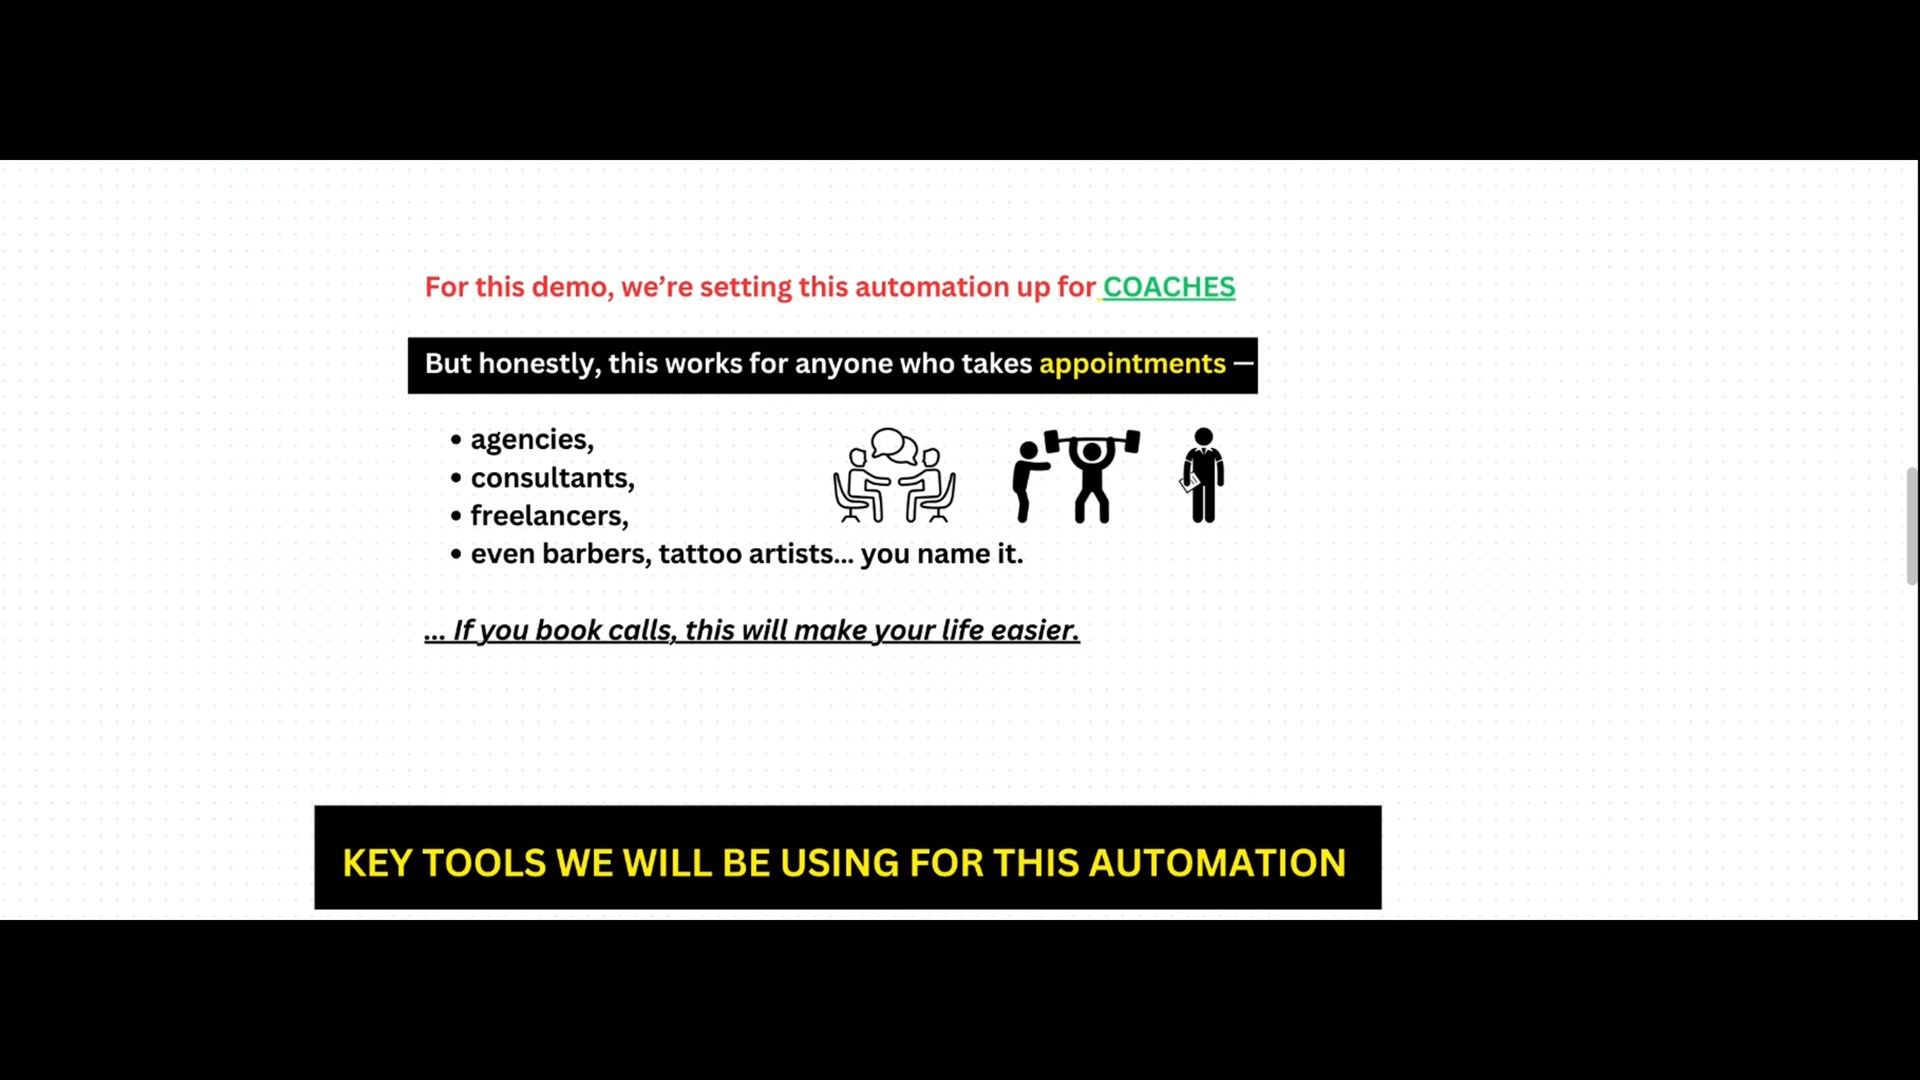 For this demo, we’re setting this automation up for COACHES
But honestly, this works for anyone who takes appointments —
• agencies,
• consultants,
• freelancers,
• even barbers, tattoo artists... you name it.
... If you book calls, this will make your life easier.
KEY TOOLS WE WILL BE USING FOR THIS AUTOMATION